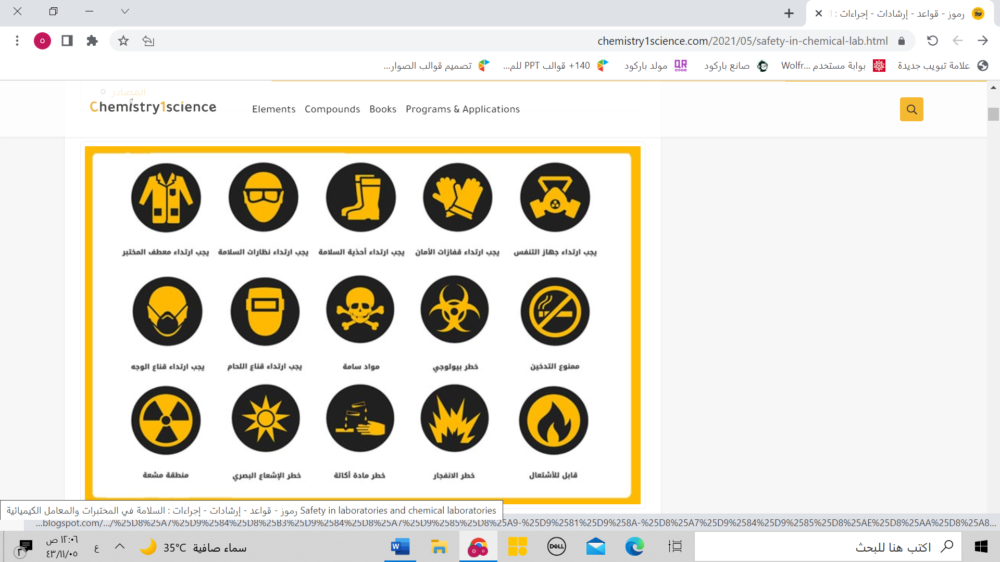 رموز - قواعد - إرشادات - إجراءات : ا
chemistry1science.com/2021/05/safety-in-chemical-lab.html
علامة تبويب جديدة
بوابة مستخدم ...Wolfr
صانع باركود
QR CODE
مولد باركود
140+ قوالب PPT للم...
تصميم قوالب الصوار...
المصادر
Chemistry1science
Elements Compounds Books Programs & Applications
يجب ارتداء جهاز التنفس
يجب ارتداء قفازات الأمان
يجب ارتداء أحذية السلامة
يجب ارتداء نظارات السلامة
يجب ارتداء معطف المختبر
ممنوع التدخين
خطر بيولوجي
مواد سامة
يجب ارتداء قناع اللحام
يجب ارتداء قناع الوجه
قابل للأشتعال
خطر الانفجار
خطر مادة أكالة
خطر الإشعاع البصري
منطقة مشعة
Safety in laboratories and chemical laboratories رموز - قواعد - إرشادات - إجراءات : السلامة في المختبرات والمعامل الكيميائية
...blogspot.com/.../%25D8%25A7%25D9%2584%25D8%25B3%25D9%2584%25D8%25A7%25D9%2585%25D8%25A9-%25D9%2581%25D9%258A-%25D8%25A7%25D9%2584%25D9%2585%25D8%25AE%25D8%25AA%25D8%25A8...
اكتب هنا للبحث
DELL
W
35°C سماء صافية
ع
١٢:٠٦ ص
٤٣/١١/٠٥
٢